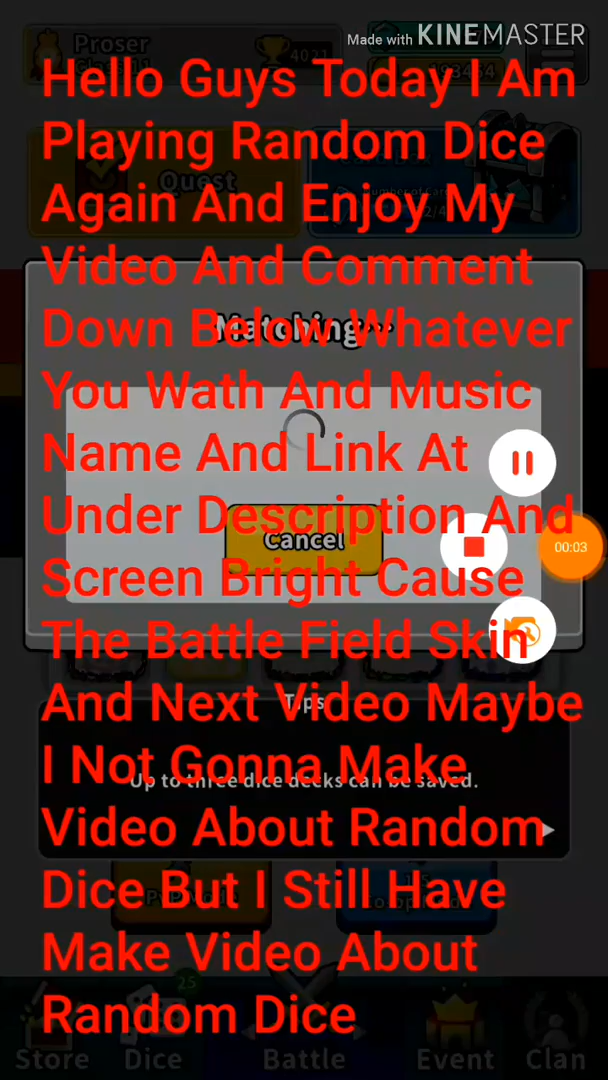 Made with KINEMASTER
Proser
4021
Hello Guys Today I Am
Playing Random Dice
Quest
Again And Enjoy My
Video And Comment
Matching...
Down Below Whatever
You Wath And Music
Name And Link At
Under Description And
00:03
Cancel
Screen Bright Cause
The Battle Field Skin
And Next Video Maybe
Tips
I Not Gonna Make
Up to three dice decks can be saved.
Video About Random
Dice But I Still Have
Make Video About
25
Random Dice
Store Dice Battle Event Clan